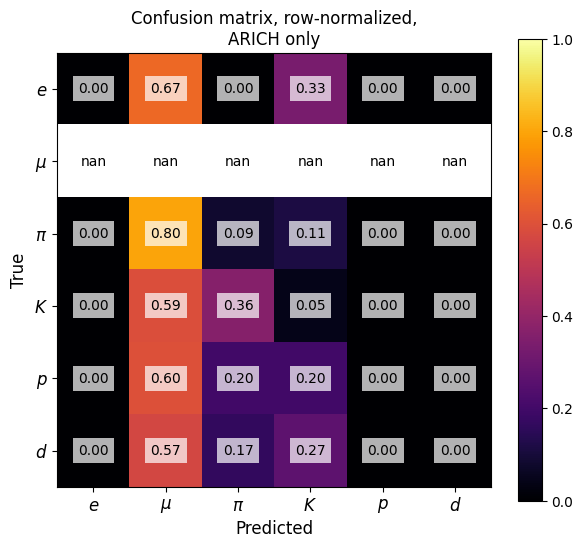 Confusion matrix, row-normalized,
ARICH only
e 0.00 0.67 0.00 0.33 0.00 0.00
μ nan nan nan nan nan nan
π 0.00 0.80 0.09 0.11 0.00 0.00
K 0.00 0.59 0.36 0.05 0.00 0.00
p 0.00 0.60 0.20 0.20 0.00 0.00
d 0.00 0.57 0.17 0.27 0.00 0.00
e μ π K p d
Predicted
True
1.0
0.8
0.6
0.4
0.2
0.0